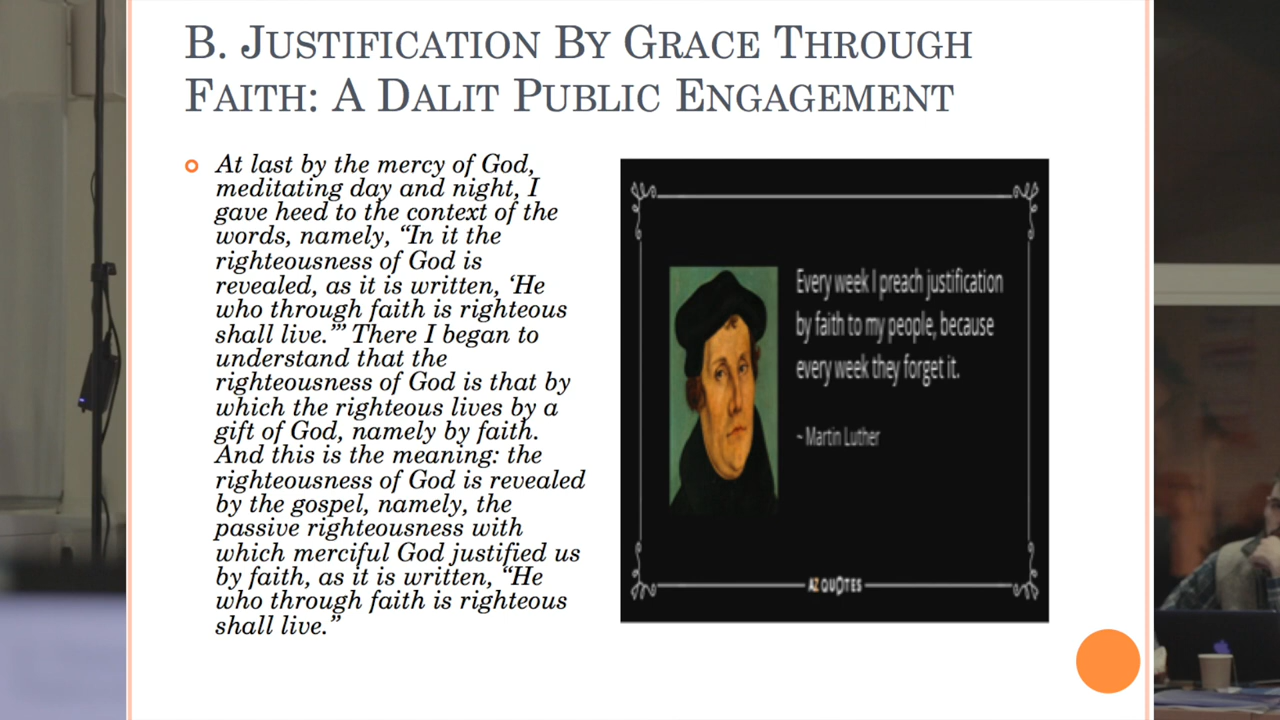 B. JUSTIFICATION BY GRACE THROUGH
FAITH: A DALIT PUBLIC ENGAGEMENT
At last by the mercy of God,
meditating day and night, I
gave heed to the context of the
words, namely, “In it the
righteousness of God is
revealed, as it is written, ‘He
who through faith is righteous
shall live.’” There I began to
understand that the
righteousness of God is that by
which the righteous lives by a
gift of God, namely by faith.
And this is the meaning: the
righteousness of God is revealed
by the gospel, namely, the
passive righteousness with
which merciful God justified us
by faith, as it is written, “He
who through faith is righteous
shall live.”
Every week I preach justification
by faith to my people, because
every week they forget it.
~ Martin Luther
AZ QUOTES